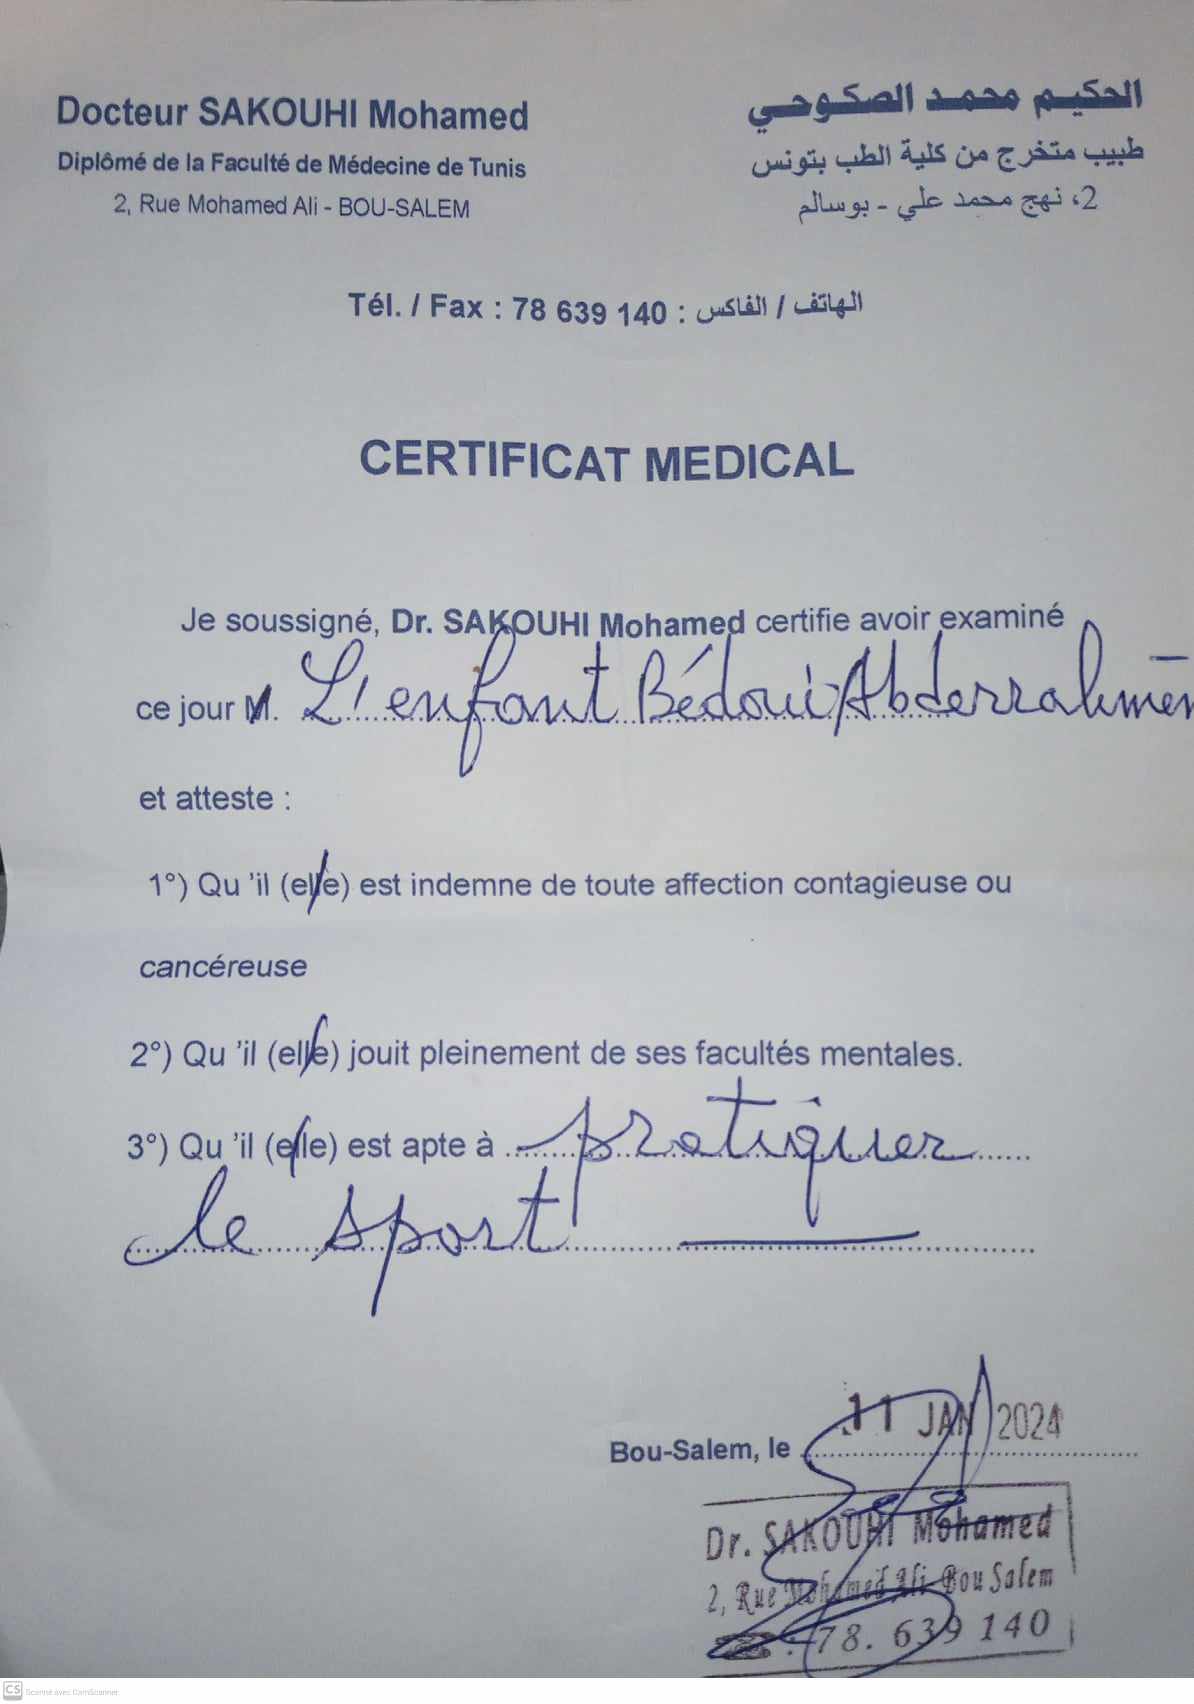 Docteur SAKOUHI Mohamed
Diplômé de la Faculté de Médecine de Tunis
2, Rue Mohamed Ali - BOU-SALEM
الحكيم محمد الصكوحي
طبيب متخرج من كلية الطب بتونس
2، نهج محمد علي - بوسالم
Tél. / Fax : 78 639 140 : الهاتف / الفاكس
CERTIFICAT MEDICAL
Je soussigné, Dr. SAKOUHI Mohamed certifie avoir examiné
ce jour M. L'enfant Bédoui Abderrahmen
et atteste :
1°) Qu 'il (elle) est indemne de toute affection contagieuse ou
cancéreuse
2°) Qu 'il (elle) jouit pleinement de ses facultés mentales.
3°) Qu 'il (elle) est apte à pratiquer
le sport
Bou-Salem, le 11 JAN 2024
Dr. SAKOUHI Mohamed
2, Rue Mohamed Ali Bou Salem
☎ : 78. 639 140
CS Scanné avec CamScanner